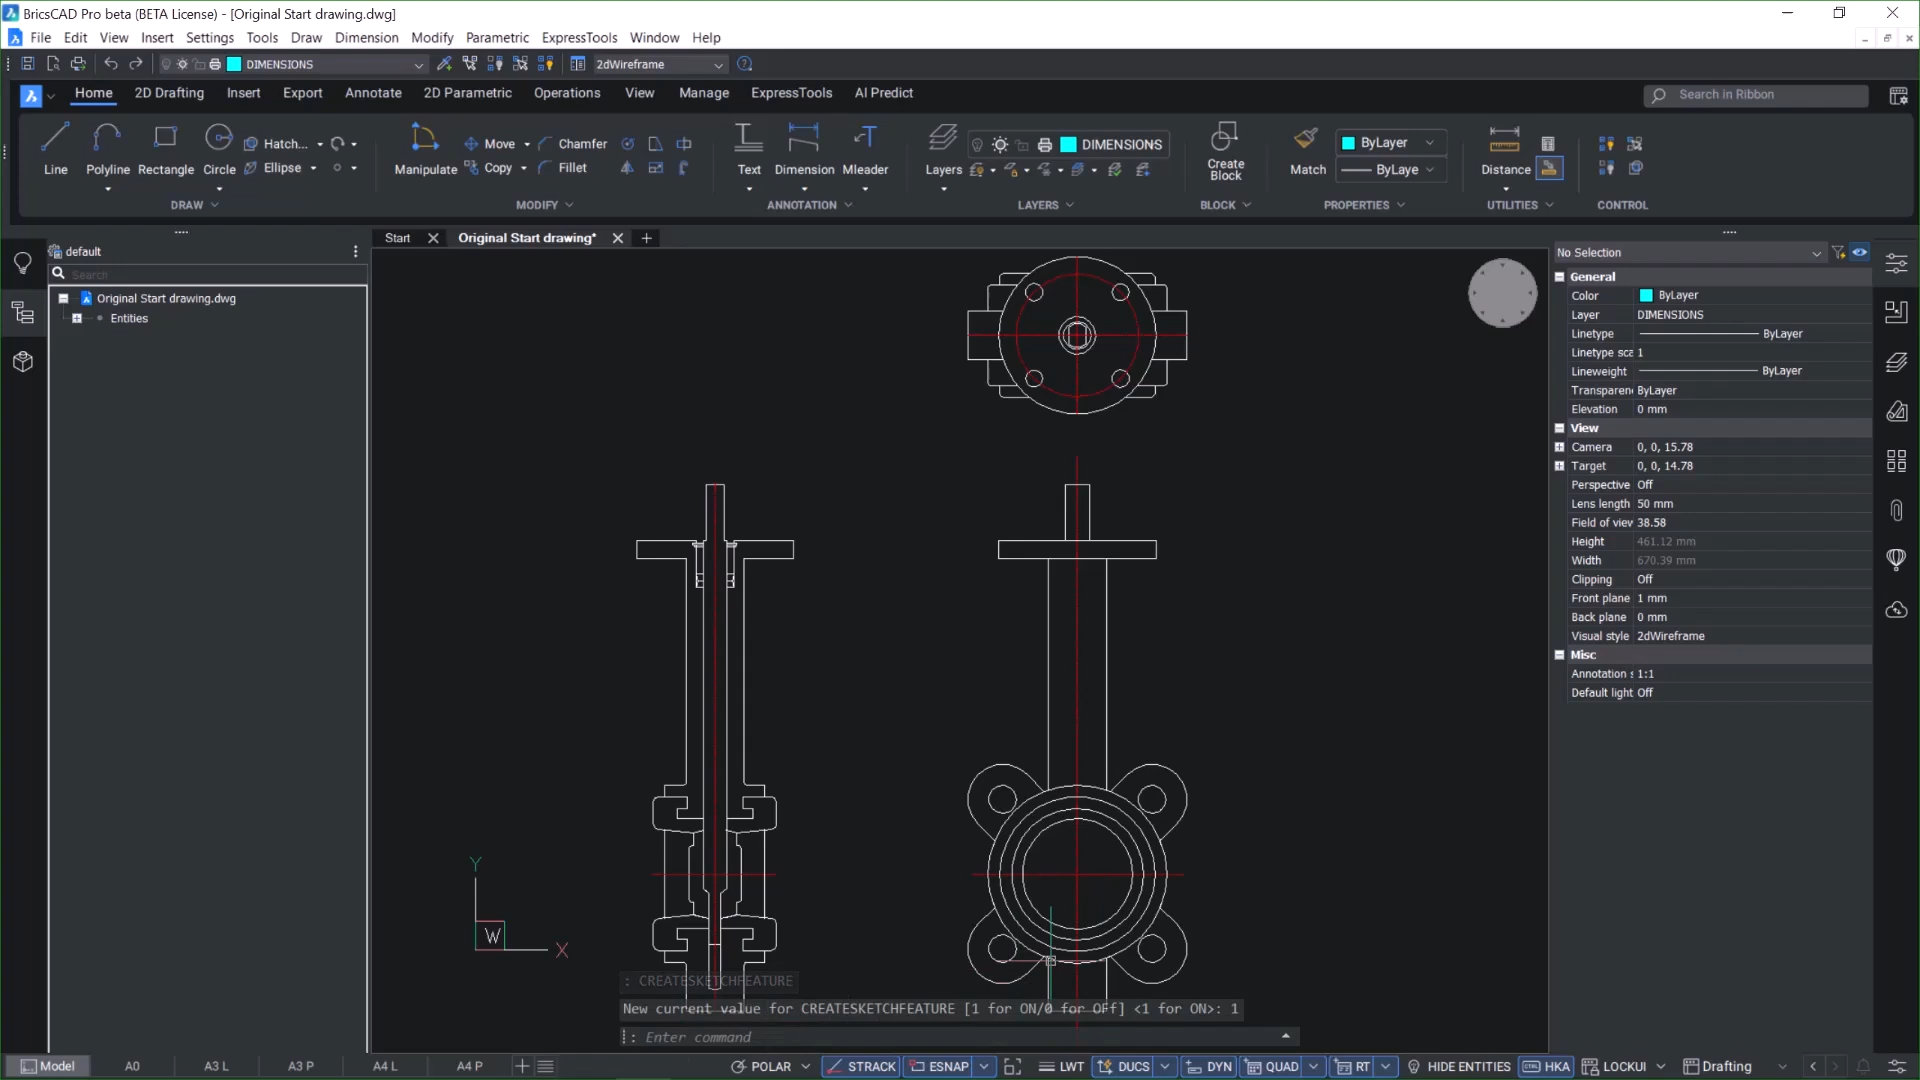 BricsCAD Pro beta (BETA License) - [Original Start drawing.dwg]
File Edit View Insert Settings Tools Draw Dimension Modify Parametric ExpressTools Window Help
DIMENSIONS 2dWireframe
Home 2D Drafting Insert Export Annotate 2D Parametric Operations View Manage ExpressTools AI Predict Search in Ribbon
Hatch... Move Chamfer DIMENSIONS ByLayer
Line Polyline Rectangle Circle Ellipse Manipulate Copy Fillet Text Dimension Mleader Layers Create Block Match ByLaye Distance
DRAW MODIFY ANNOTATION LAYERS BLOCK PROPERTIES UTILITIES CONTROL
Start Original Start drawing*
default
Search
Original Start drawing.dwg
Entities
No Selection
General
Color ByLayer
Layer DIMENSIONS
Linetype ByLayer
Linetype sca 1
Lineweight ByLayer
Transparen ByLayer
Elevation 0 mm
View
Camera 0, 0, 15.78
Target 0, 0, 14.78
Perspective Off
Lens length 50 mm
Field of view 38.58
Height 461.12 mm
Width 670.39 mm
Clipping Off
Front plane 1 mm
Back plane 0 mm
Visual style 2dWireframe
Misc
Annotation s 1:1
Default light Off
Y
W
X
: CREATESKETCHFEATURE
New current value for CREATESKETCHFEATURE [1 for ON/0 for OFf] <1 for ON>: 1
: Enter command
Model A0 A3 L A3 P A4 L A4 P POLAR STRACK ESNAP LWT DUCS DYN QUAD RT HIDE ENTITIES CTRL HKA LOCKUI Drafting